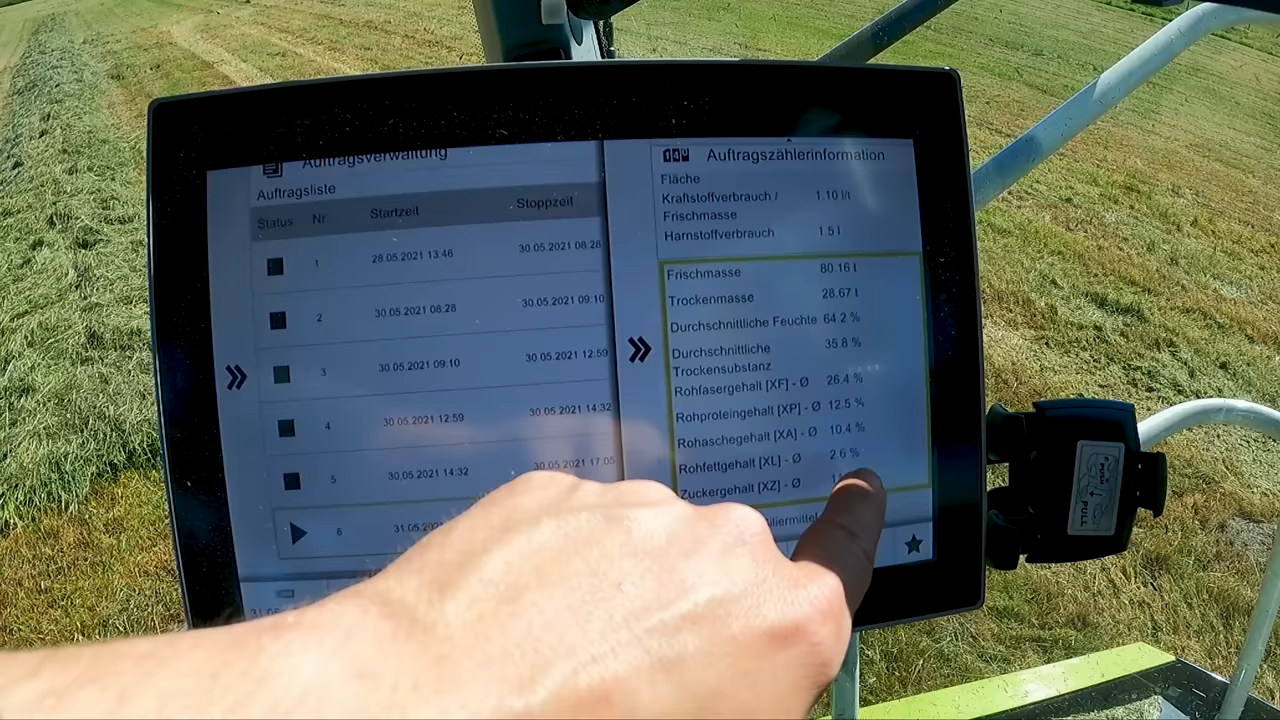 Auftragsverwaltung
Auftragsliste
Status Nr Startzeit Stoppzeit
1 28.05.2021 13:46 30.05.2021 08:28
2 30.05.2021 08:28 30.05.2021 09:10
3 30.05.2021 09:10 30.05.2021 12:59
4 30.05.2021 12:59 30.05.2021 14:32
5 30.05.2021 14:32 30.05.2021 17:05
6
Auftragszählerinformation
Fläche
Kraftstoffverbrauch / 1.10 l/t
Frischmasse
Harnstoffverbrauch 1.5 l
Frischmasse 80.16 t
Trockenmasse 28.67 t
Durchschnittliche Feuchte 64.2 %
Durchschnittliche 35.8 %
Trockensubstanz
Rohfasergehalt [XF] - Ø 26.4 %
Rohproteingehalt [XP] - Ø 12.5 %
Rohaschegehalt [XA] - Ø 10.4 %
Rohfettgehalt [XL] - Ø 2.6 %
Zuckergehalt [XZ] - Ø
PUSH
PULL